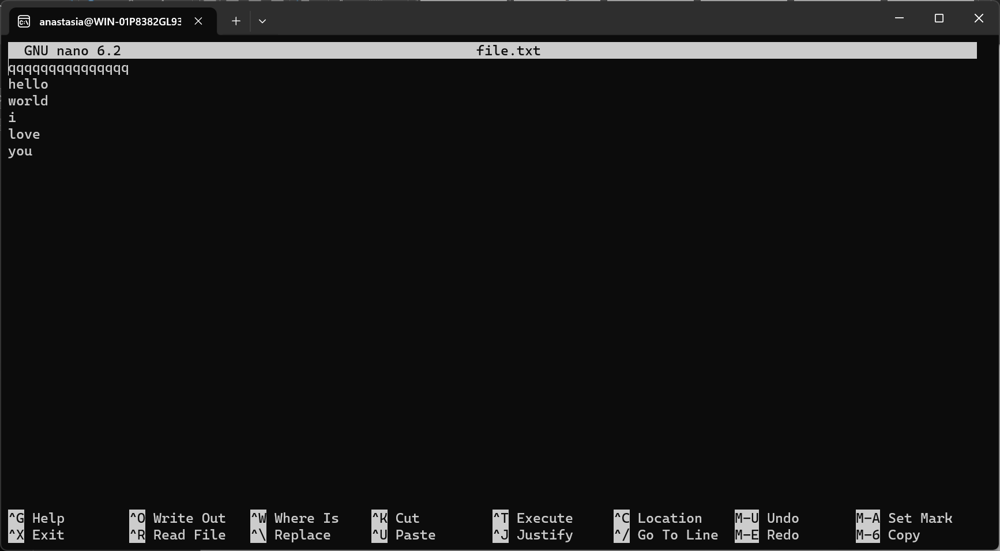 anastasia@WIN-01P8382GL93
GNU nano 6.2 file.txt
qqqqqqqqqqqqqqq
hello
world
i
love
you
^G Help ^O Write Out ^W Where Is ^K Cut ^T Execute ^C Location M-U Undo M-A Set Mark
^X Exit ^R Read File ^\ Replace ^U Paste ^J Justify ^/ Go To Line M-E Redo M-6 Copy